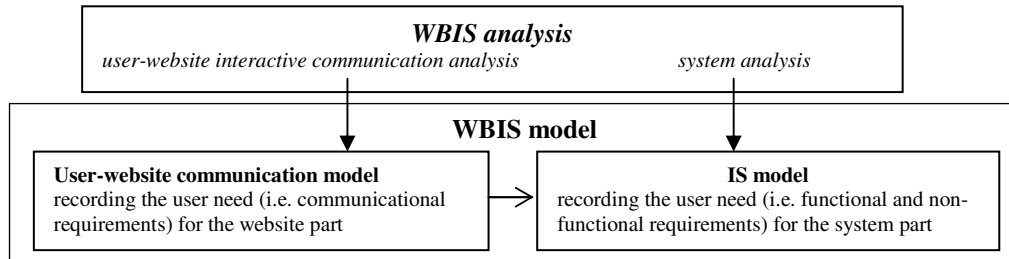 WBIS analysis
user-website interactive communication analysis
system analysis
WBIS model
User-website communication model
recording the user need (i.e. communicational
requirements) for the website part
IS model
recording the user need (i.e. functional and non-
functional requirements) for the system part